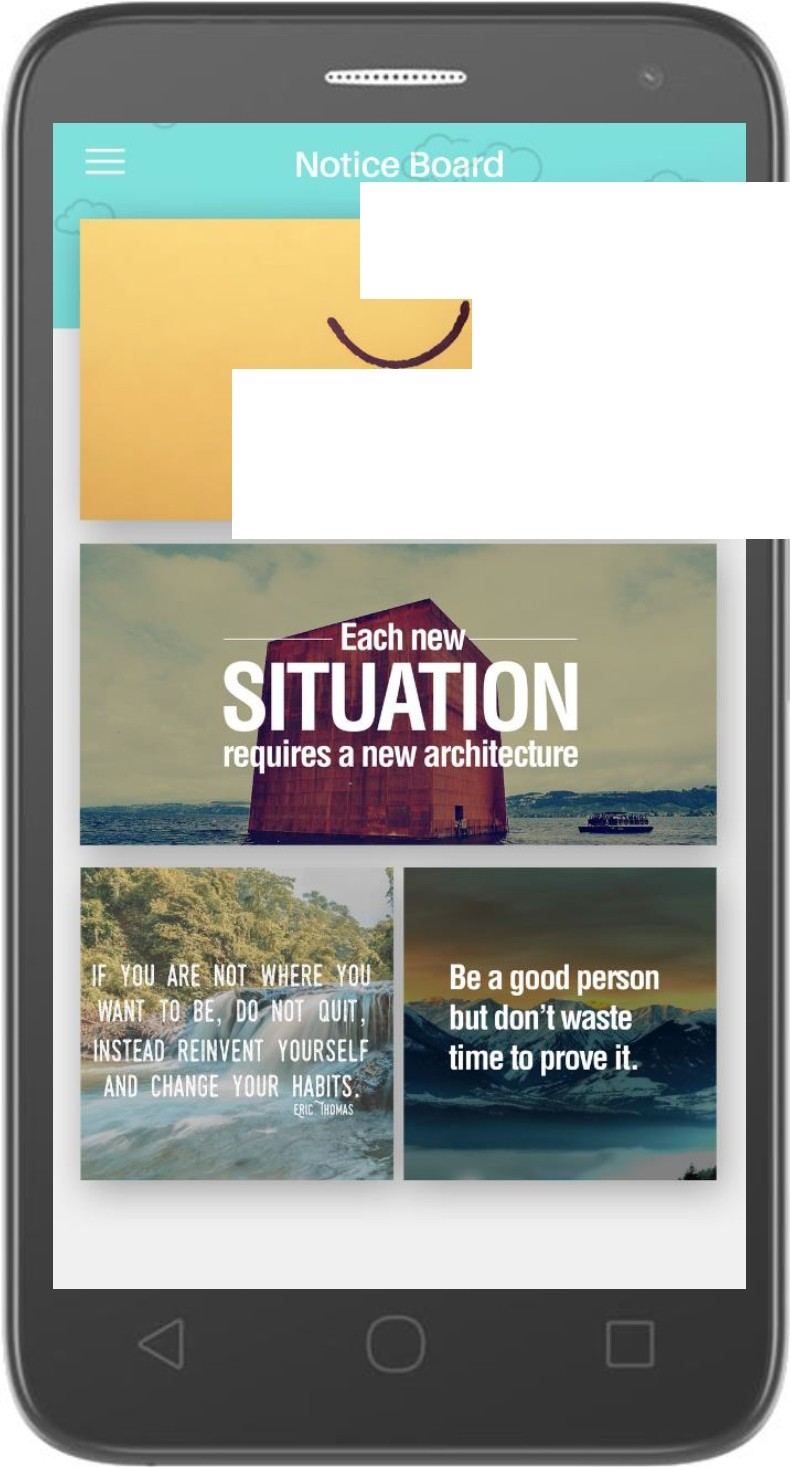 Notice Board
Each new
SITUATION
requires a new architecture
IF YOU ARE NOT WHERE YOU
WANT TO BE, DO NOT QUIT,
INSTEAD REINVENT YOURSELF
AND CHANGE YOUR HABITS.
ERIC THOMAS
Be a good person
but don't waste
time to prove it.